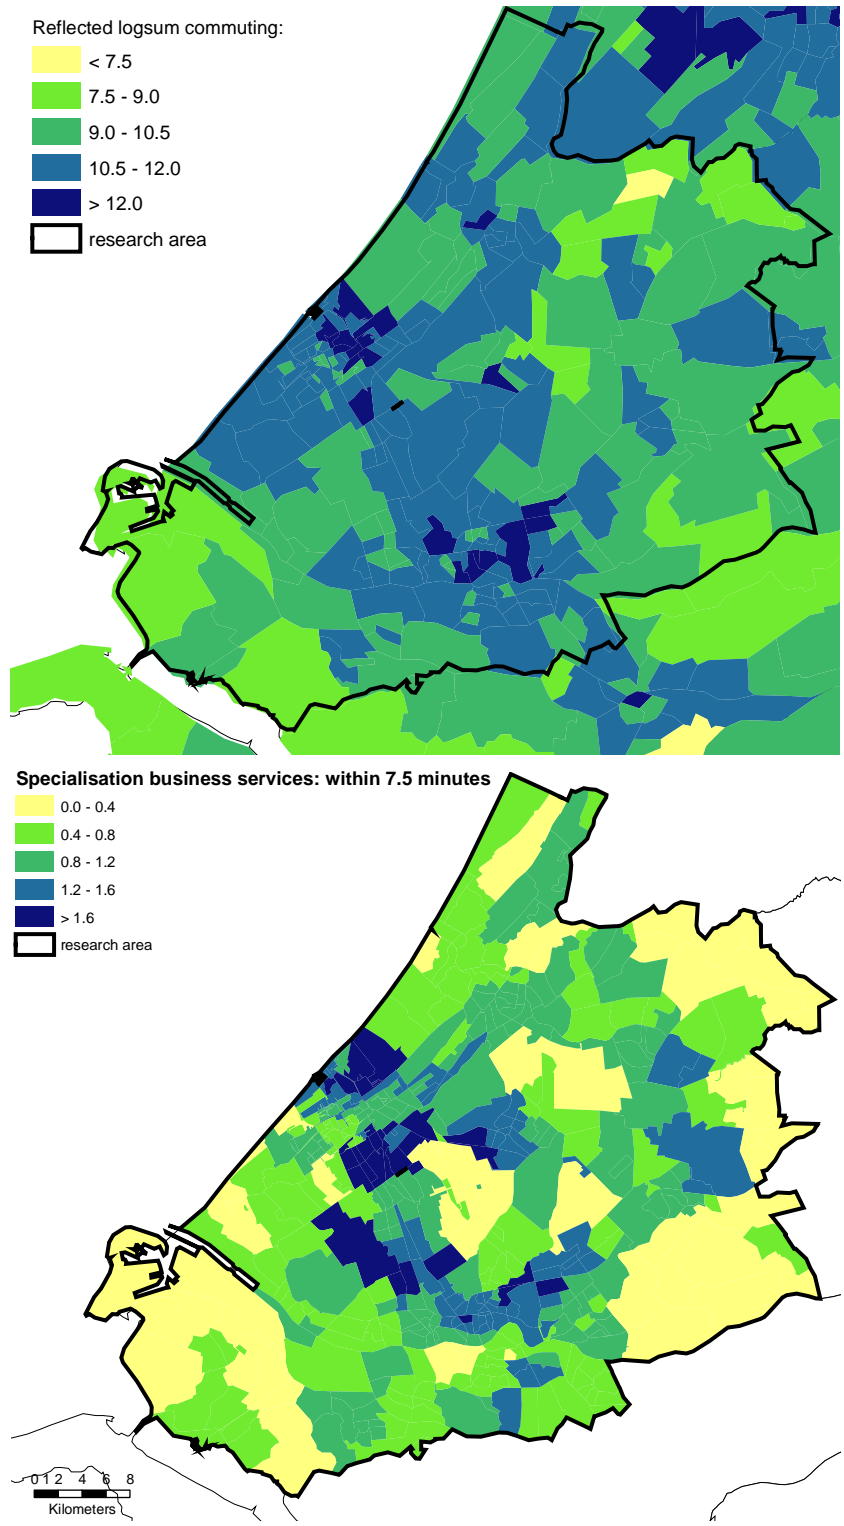 Reflected logsum commuting:
< 7.5
7.5 - 9.0
9.0 - 10.5
10.5 - 12.0
> 12.0
research area
Specialisation business services: within 7.5 minutes
0.0 - 0.4
0.4 - 0.8
0.8 - 1.2
1.2 - 1.6
> 1.6
research area
0 1 2 4 6 8
Kilometers